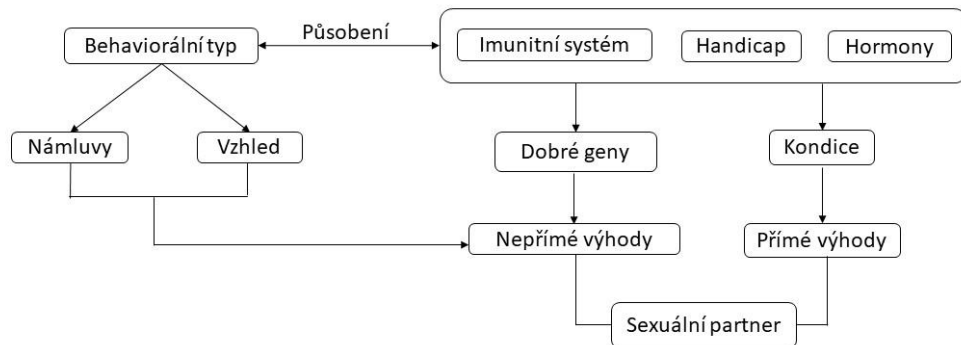 Působení
Behaviorální typ
Imunitní systém
Handicap
Hormony
Námluvy
Vzhled
Dobré geny
Kondice
Nepřímé výhody
Přímé výhody
Sexuální partner